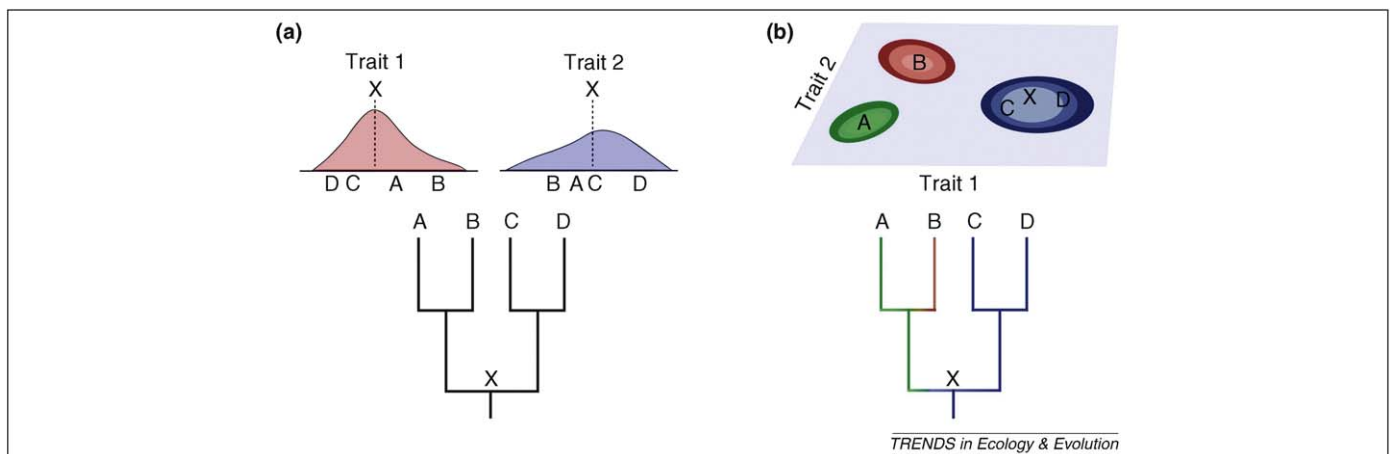 (a)
Trait 1
Trait 2
X
X
D C A B
B A C D
A B C D
X
(b)
Trait 2
B
A
C X D
Trait 1
A B C D
X
TRENDS in Ecology & Evolution